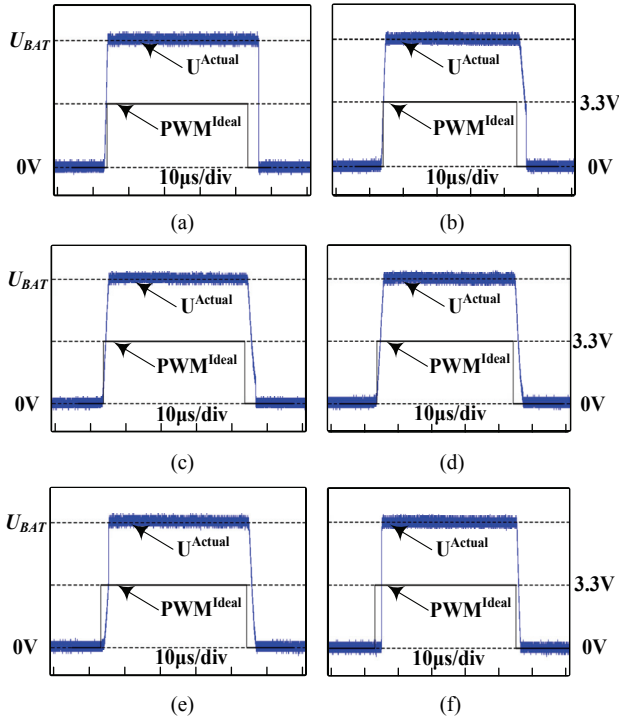 U_BAT
U^Actual
PWM^Ideal
0V
10µs/div
(a)
U^Actual
PWM^Ideal
3.3V
0V
10µs/div
(b)
U_BAT
U^Actual
PWM^Ideal
0V
10µs/div
(c)
U^Actual
PWM^Ideal
3.3V
0V
10µs/div
(d)
U_BAT
U^Actual
PWM^Ideal
0V
10µs/div
(e)
U^Actual
PWM^Ideal
3.3V
0V
10µs/div
(f)